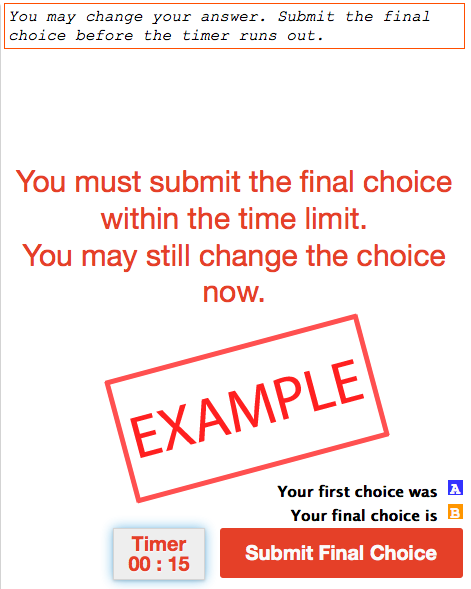 You may change your answer. Submit the final
choice before the timer runs out.
You must submit the final choice
within the time limit.
You may still change the choice
now.
EXAMPLE
Your first choice was A
Your final choice is B
Timer
00 : 15
Submit Final Choice